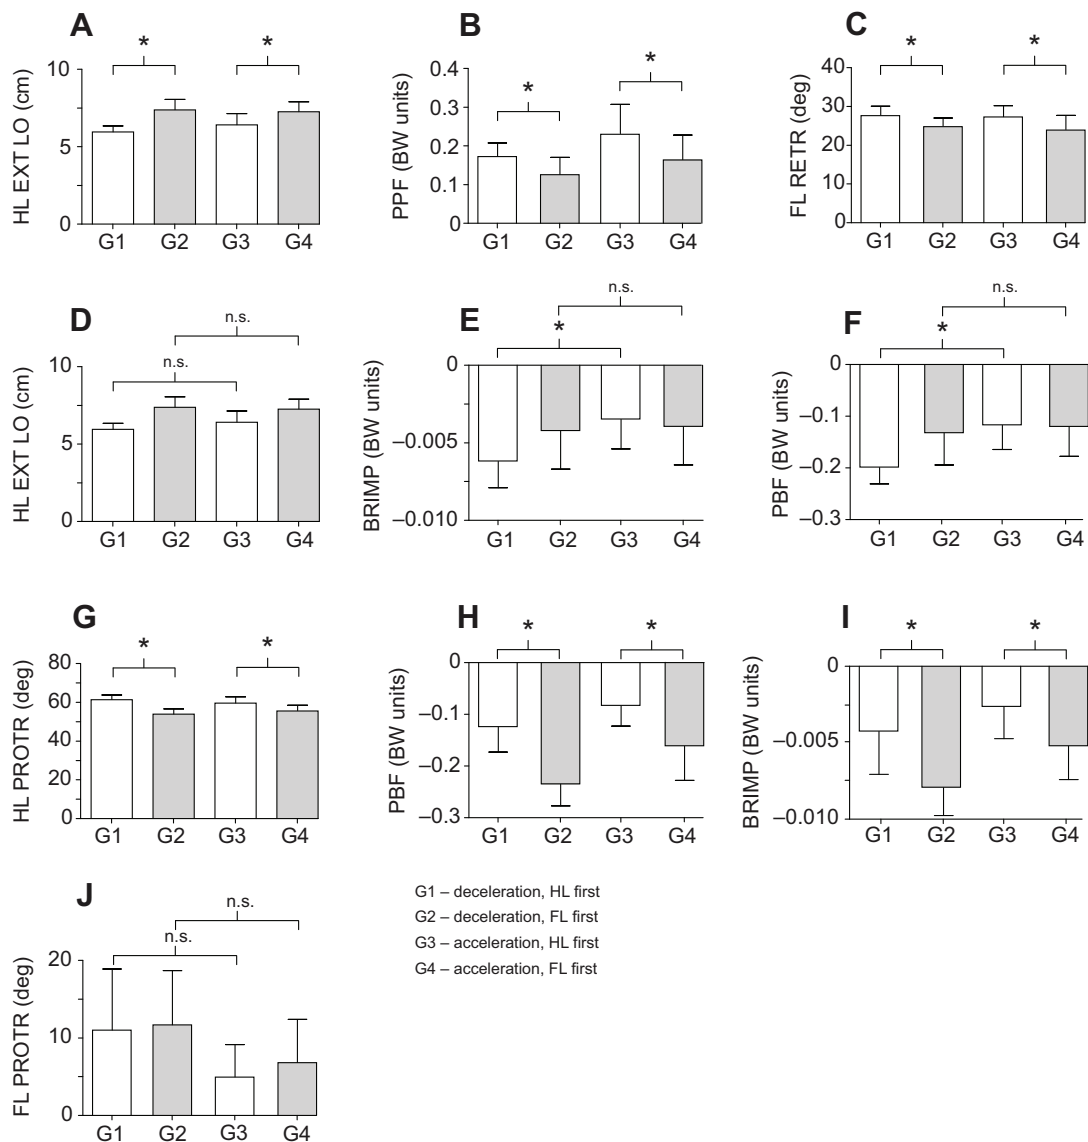 A
* *
HL EXT LO (cm)
10
5
0
G1 G2 G3 G4
B
* *
PPF (BW units)
0.4
0.3
0.2
0.1
0
G1 G2 G3 G4
C
* *
FL RETR (deg)
40
30
20
10
0
G1 G2 G3 G4
D
n.s.
n.s.
HL EXT LO (cm)
10
5
0
G1 G2 G3 G4
E
n.s.
*
BRIMP (BW units)
0
–0.005
–0.010
G1 G2 G3 G4
F
n.s.
*
PBF (BW units)
0
–0.1
–0.2
–0.3
G1 G2 G3 G4
G
* *
HL PROTR (deg)
80
60
40
20
0
G1 G2 G3 G4
H
* *
PBF (BW units)
0
–0.1
–0.2
–0.3
G1 G2 G3 G4
I
* *
BRIMP (BW units)
0
–0.005
–0.010
G1 G2 G3 G4
J
n.s.
n.s.
FL PROTR (deg)
20
10
0
G1 G2 G3 G4
G1 – deceleration, HL first
G2 – deceleration, FL first
G3 – acceleration, HL first
G4 – acceleration, FL first